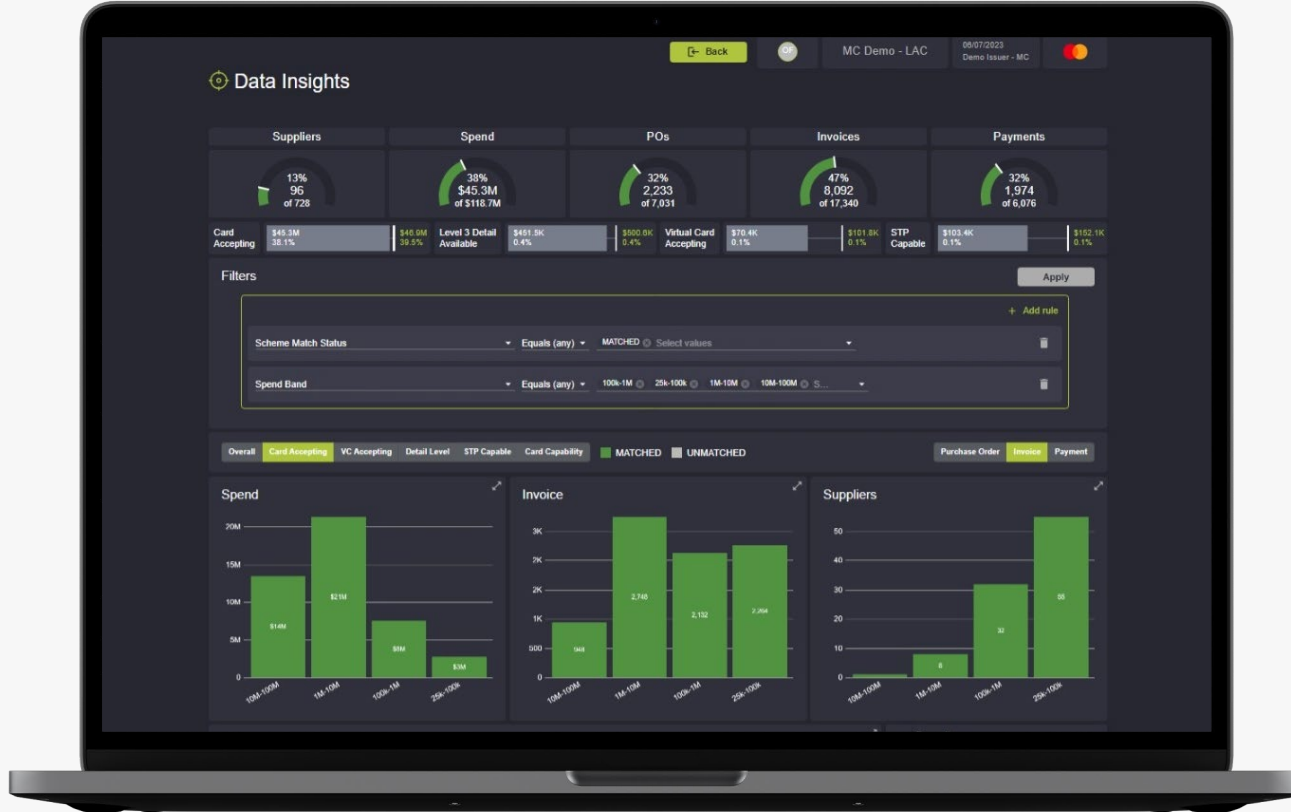 Back
OF
MC Demo - LAC
06/07/2023
Demo Issuer - MC
Data Insights
Suppliers
Spend
POs
Invoices
Payments
13%
96
of 728
38%
$45.3M
of $118.7M
32%
2,233
of 7,031
47%
8,092
of 17,340
32%
1,974
of 6,076
Card
Accepting
$45.3M
38.1%
$46.9M
39.5%
Level 3 Detail
Available
$451.5K
0.4%
0.4%
Virtual Card
Accepting
$70.4K
0.1%
$101.8K
0.1%
STP
Capable
$103.4K
0.1%
$152.1K
0.1%
Filters
Apply
+ Add rule
Scheme Match Status
Equals (any)
MATCHED
Select values
Spend Band
Equals (any)
100k-1M
25k-100k
1M-10M
10M-100M
S...
Overall
Card Accepting
VC Accepting
Detail Level
STP Capable
Card Capability
MATCHED
UNMATCHED
Purchase Order
Invoice
Payment
Spend
20M
15M
10M
5M
0
$14M
$21M
$8M
$3M
10M-100M
1M-10M
100k-1M
25k-100k
Invoice
3K
2K
2K
1K
500
0
948
2,748
2,132
10M-100M
1M-10M
100k-1M
25k-100k
Suppliers
50
40
30
20
10
0
8
32
55
10M-100M
1M-10M
100k-1M
25k-100k